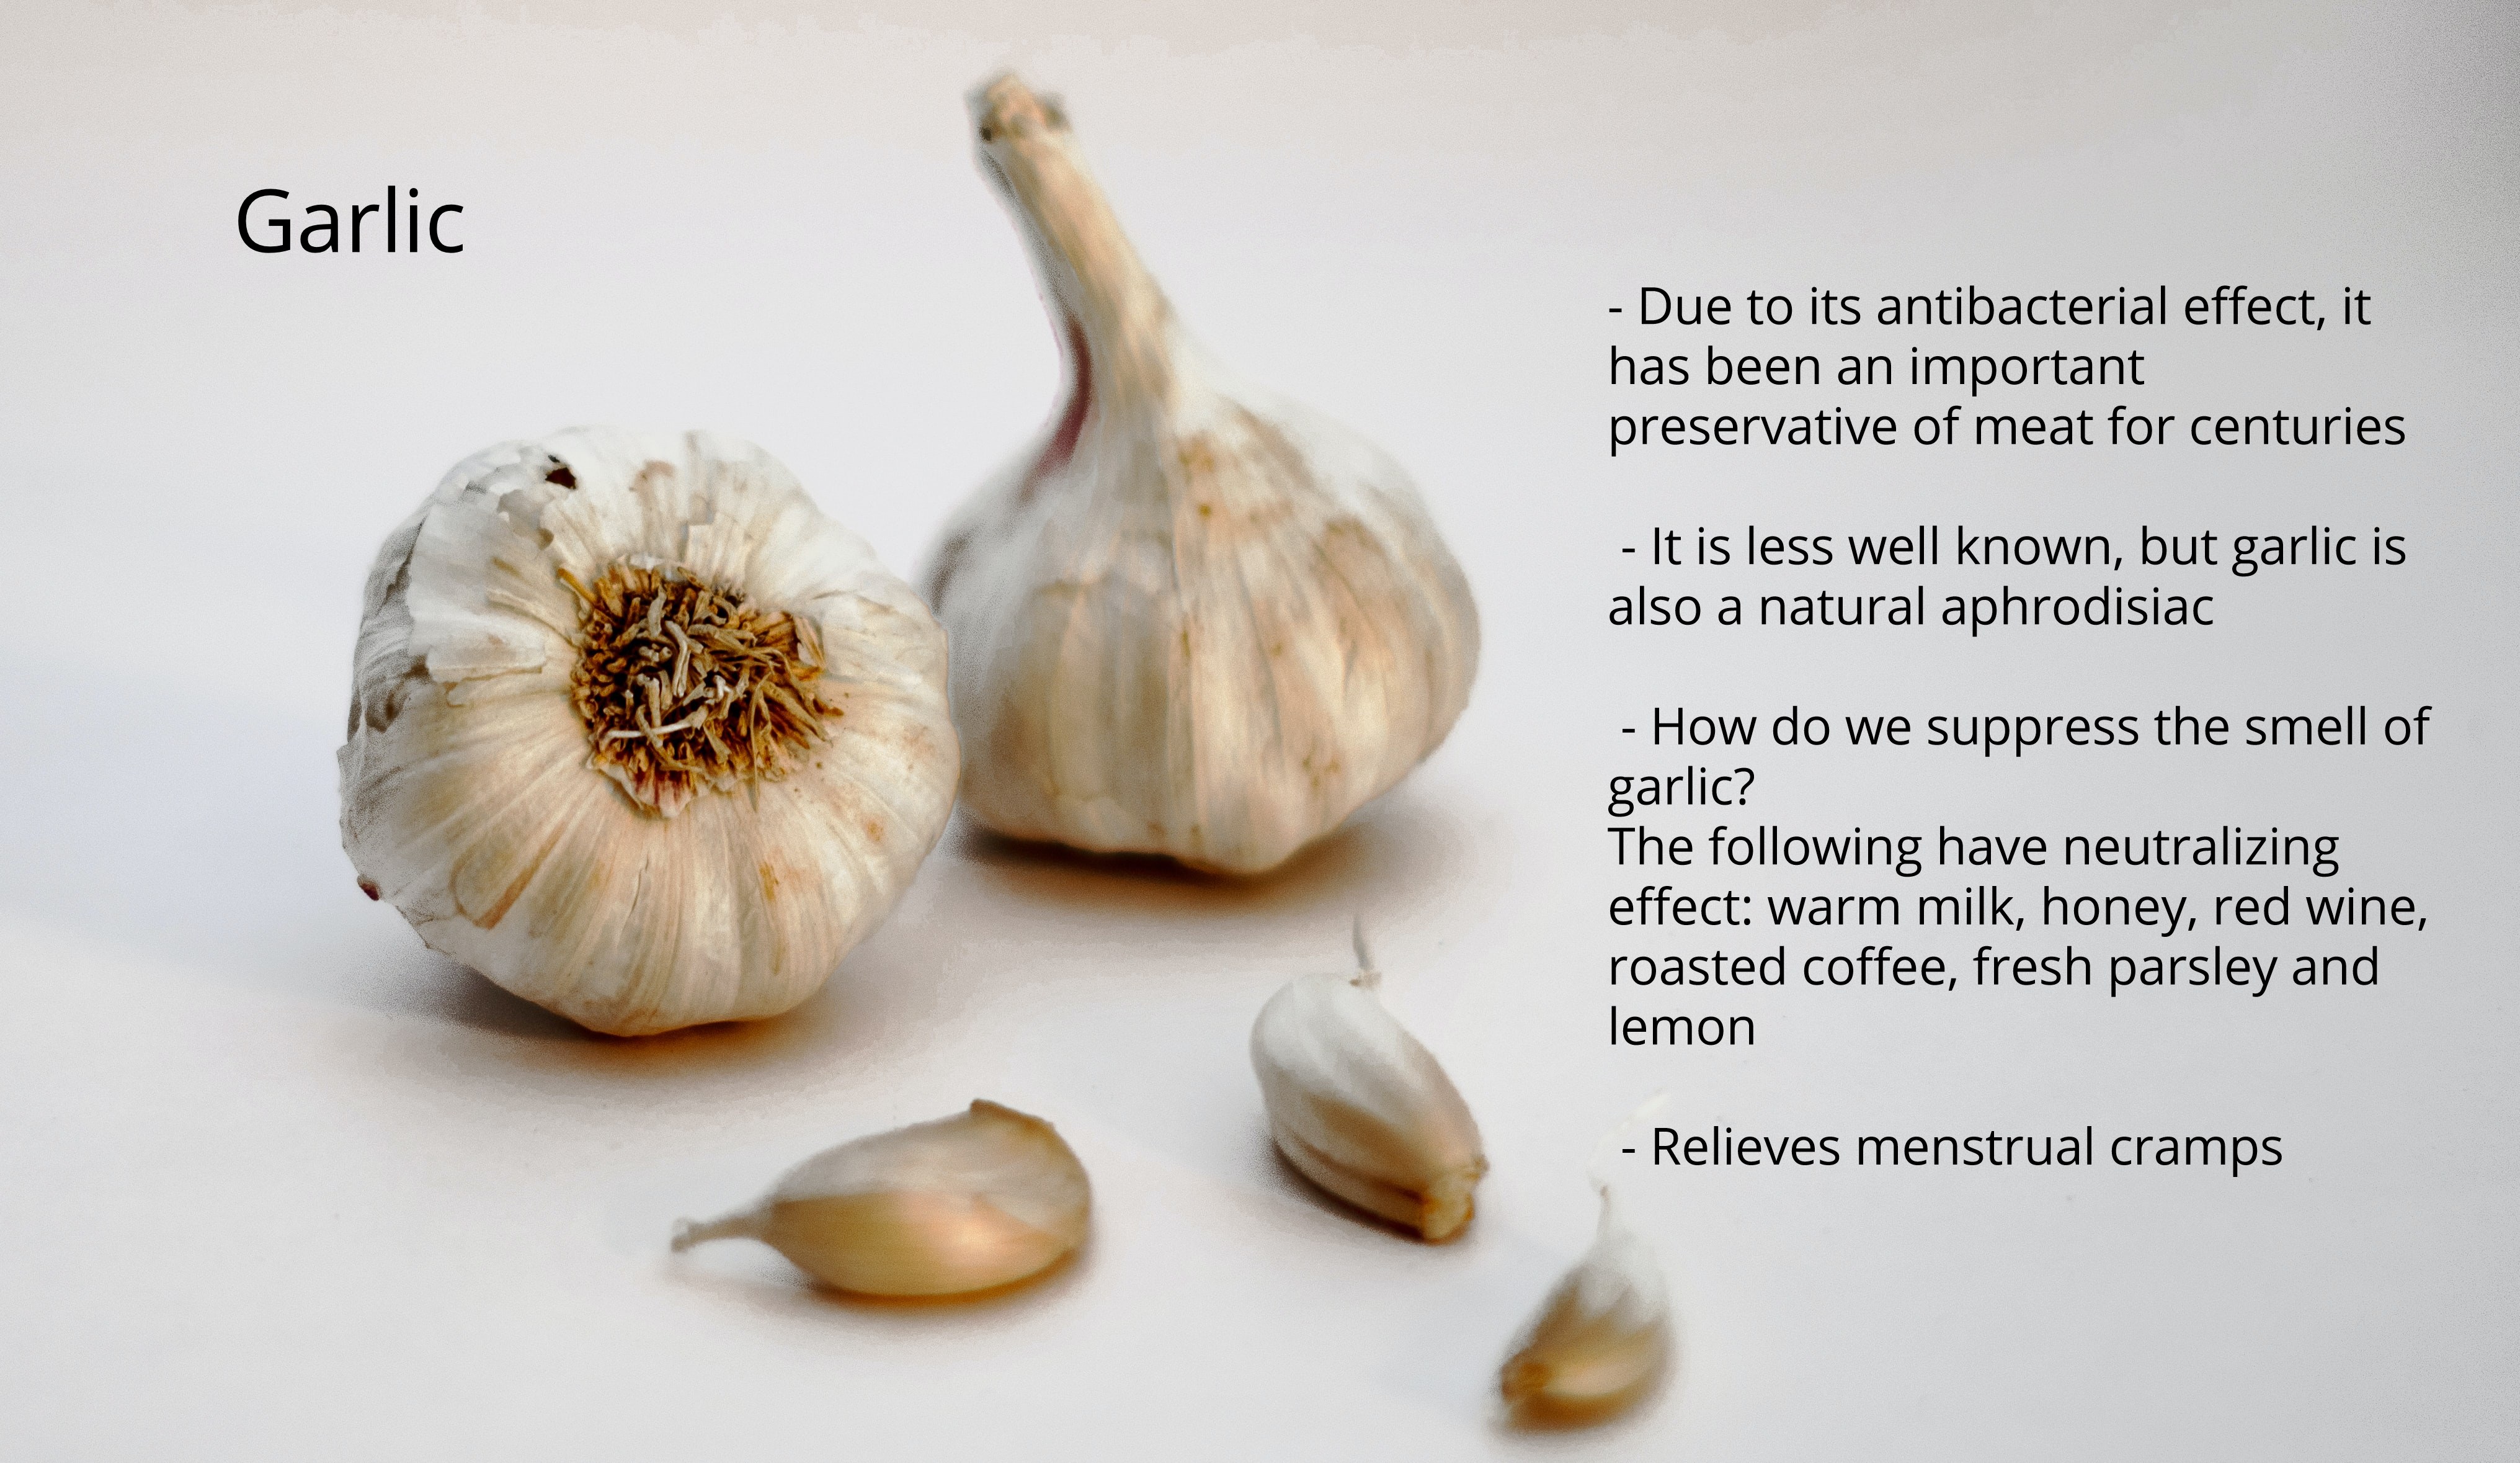 Garlic
- Due to its antibacterial effect, it
has been an important
preservative of meat for centuries
- It is less well known, but garlic is
also a natural aphrodisiac
- How do we suppress the smell of
garlic?
The following have neutralizing
effect: warm milk, honey, red wine,
roasted coffee, fresh parsley and
lemon
- Relieves menstrual cramps